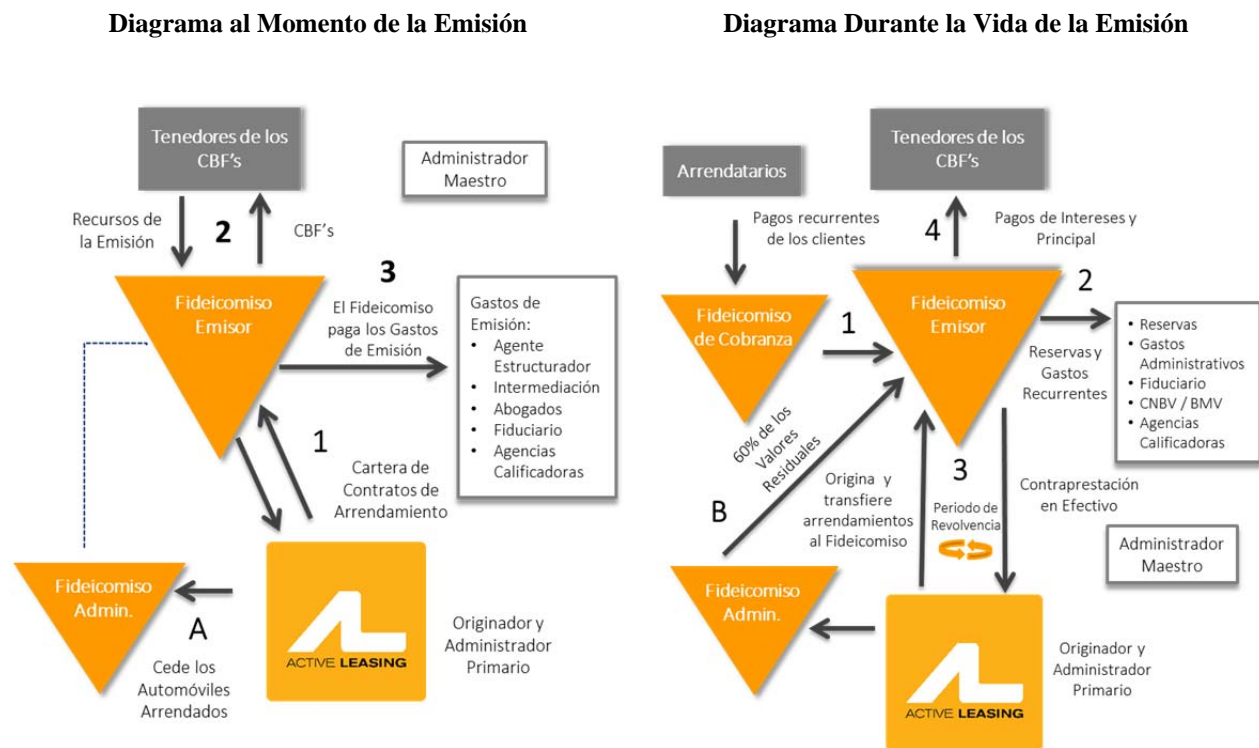 Diagrama al Momento de la Emisión
Tenedores de los
CBF's
Administrador
Maestro
Recursos de
la Emisión
2
CBF's
3
Fideicomiso
Emisor
El Fideicomiso
paga los Gastos
de Emisión
Gastos de
Emisión:
• Agente
Estructurador
• Intermediación
• Abogados
• Fiduciario
• Agencias
Calificadoras
1
Cartera de
Contratos de
Arrendamiento
Fideicomiso
Admin.
A
Cede los
Automóviles
Arrendados
ACTIVE LEASING
Originador y
Administrador
Primario
Diagrama Durante la Vida de la Emisión
Arrendatarios
Tenedores de los
CBF's
Pagos recurrentes
de los clientes
4
Pagos de Intereses y
Principal
Fideicomiso
de Cobranza
1
Fideicomiso
Emisor
2
Reservas y
Gastos
Recurrentes
• Reservas
• Gastos
Administrativos
• Fiduciario
• CNBV / BMV
• Agencias
Calificadoras
60% de los
Valores
Residuales
B
Origina y
transfiere
arrendamientos
al Fideicomiso
3
Periodo de
Revolvencia
Contraprestación
en Efectivo
Administrador
Maestro
Fideicomiso
Admin.
ACTIVE LEASING
Originador y
Administrador
Primario